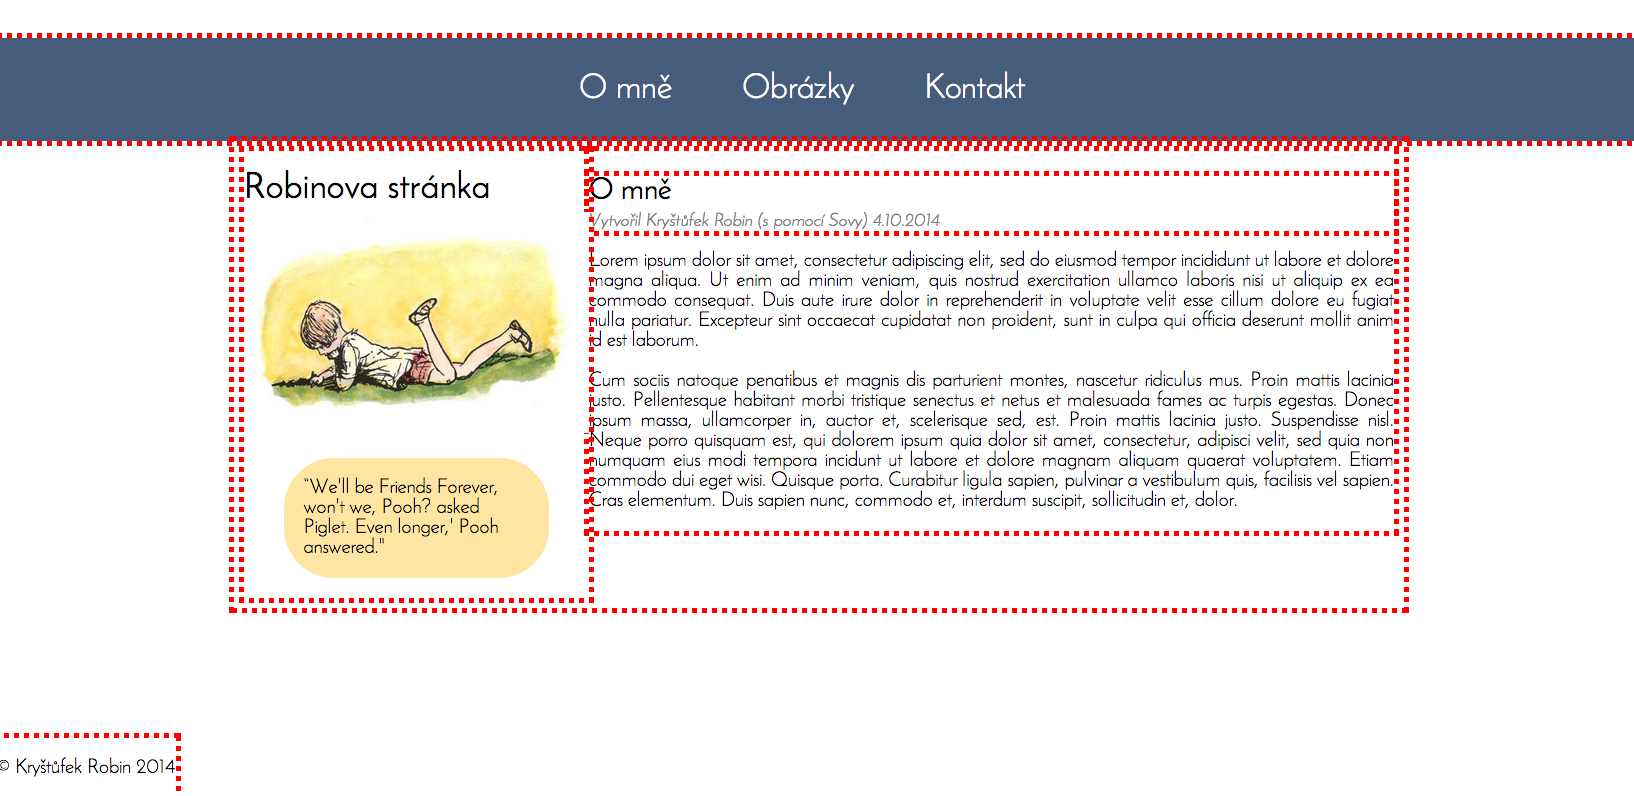 O mně Obrázky Kontakt
Robinova stránka
"We'll be Friends Forever,
won't we, Pooh? asked
Piglet. Even longer,' Pooh
answered."
O mně
Vytvořil Kryštůfek Robin (s pomocí Sovy) 4.10.2014
Lorem ipsum dolor sit amet, consectetur adipiscing elit, sed do eiusmod tempor incididunt ut labore et dolore
magna aliqua. Ut enim ad minim veniam, quis nostrud exercitation ullamco laboris nisi ut aliquip ex ea
commodo consequat. Duis aute irure dolor in reprehenderit in voluptate velit esse cillum dolore eu fugiat
nulla pariatur. Excepteur sint occaecat cupidatat non proident, sunt in culpa qui officia deserunt mollit anim
id est laborum.
Cum sociis natoque penatibus et magnis dis parturient montes, nascetur ridiculus mus. Proin mattis lacinia
justo. Pellentesque habitant morbi tristique senectus et netus et malesuada fames ac turpis egestas. Donec
ipsum massa, ullamcorper in, auctor et, scelerisque sed, est. Proin mattis lacinia justo. Suspendisse nisl.
Neque porro quisquam est, qui dolorem ipsum quia dolor sit amet, consectetur, adipisci velit, sed quia non
numquam eius modi tempora incidunt ut labore et dolore magnam aliquam quaerat voluptatem. Etiam
commodo dui eget wisi. Quisque porta. Curabitur ligula sapien, pulvinar a vestibulum quis, facilisis vel sapien.
Cras elementum. Duis sapien nunc, commodo et, interdum suscipit, sollicitudin et, dolor.
© Kryštůfek Robin 2014